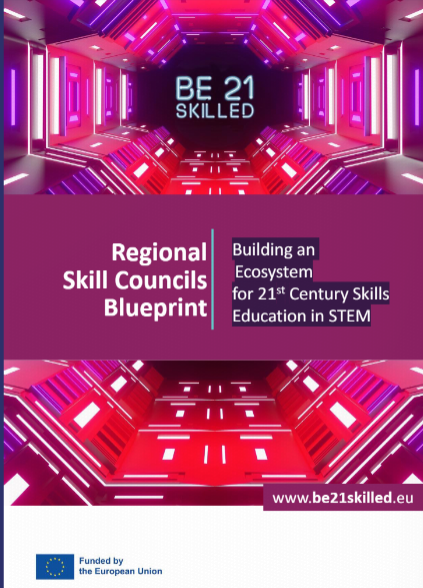 BE 21
SKILLED
Regional
Skill Councils
Blueprint
Building an
Ecosystem
for 21st Century Skills
Education in STEM
www.be21skilled.eu
Funded by
the European Union